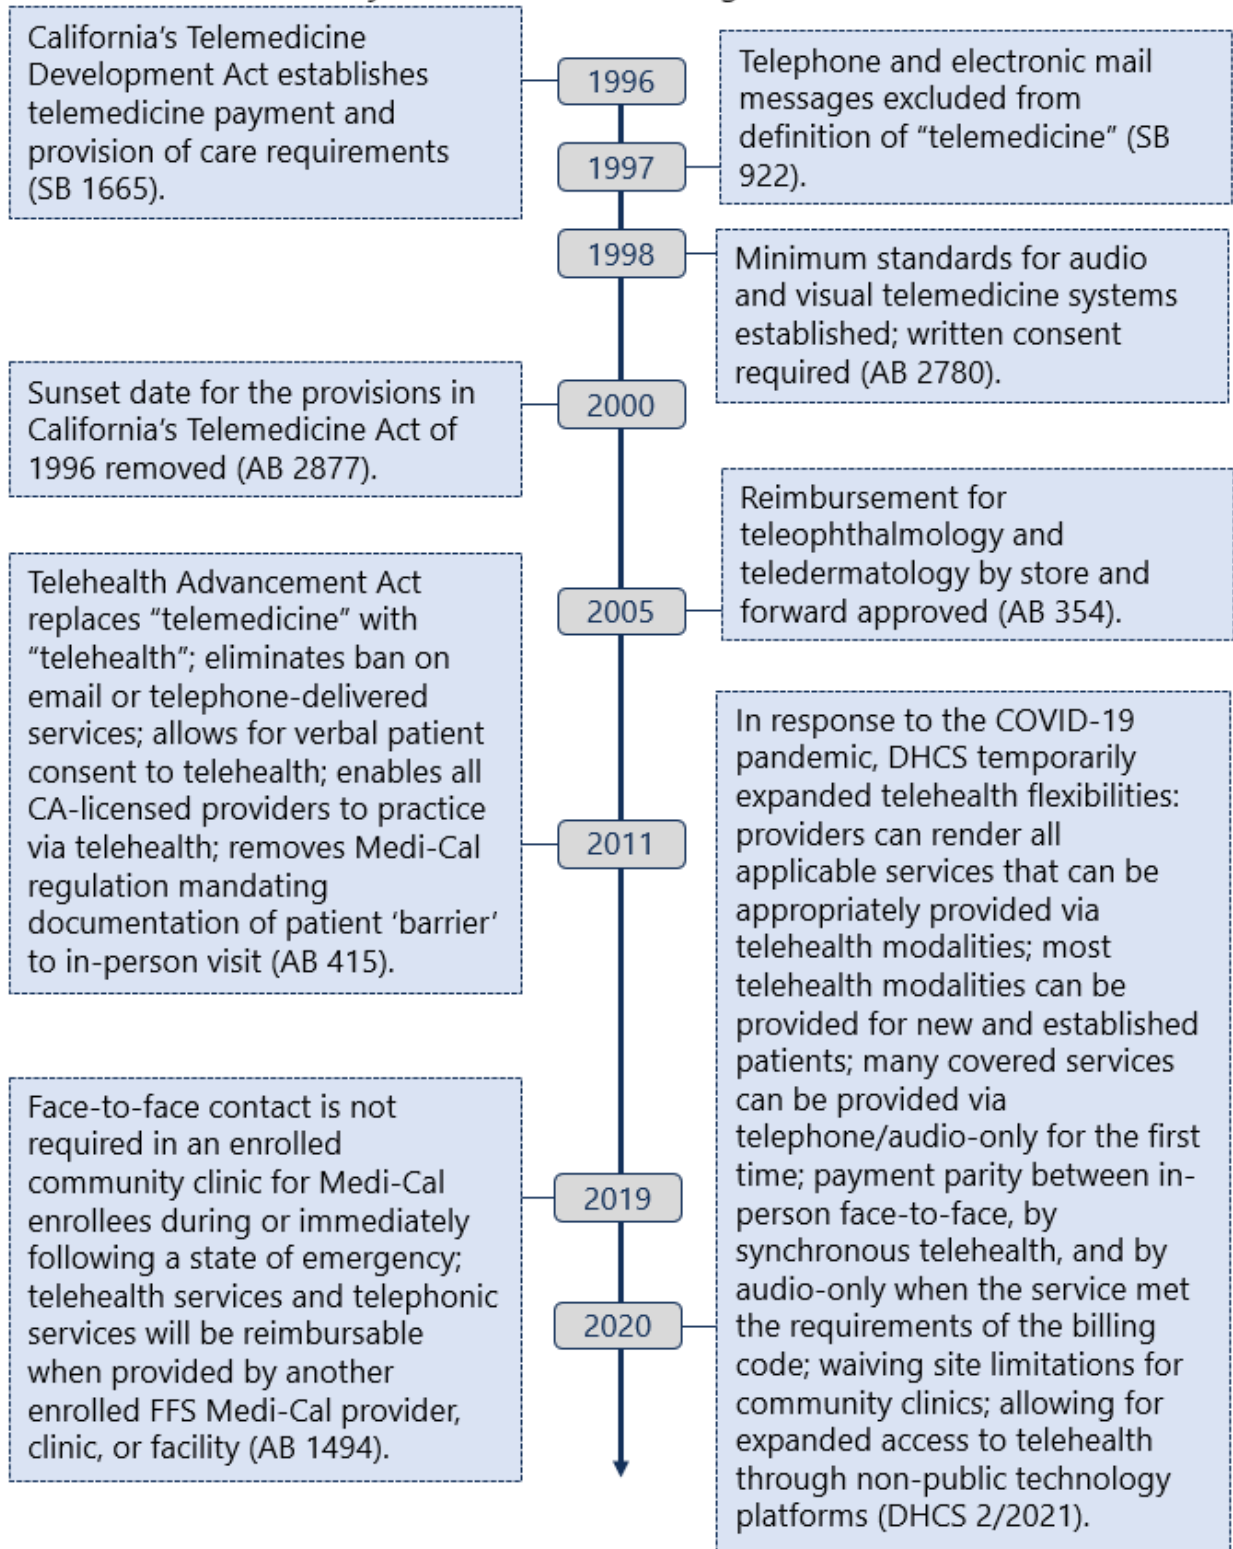 California's Telemedicine
Development Act establishes
telemedicine payment and
provision of care requirements
(SB 1665).
1996
Telephone and electronic mail
messages excluded from
definition of “telemedicine” (SB
922).
1997
1998
Minimum standards for audio
and visual telemedicine systems
established; written consent
required (AB 2780).
Sunset date for the provisions in
California's Telemedicine Act of
1996 removed (AB 2877).
2000
Reimbursement for
teleophthalmology and
teledermatology by store and
forward approved (AB 354).
2005
Telehealth Advancement Act
replaces “telemedicine” with
“telehealth”; eliminates ban on
email or telephone-delivered
services; allows for verbal patient
consent to telehealth; enables all
CA-licensed providers to practice
via telehealth; removes Medi-Cal
regulation mandating
documentation of patient ‘barrier’
to in-person visit (AB 415).
2011
Face-to-face contact is not
required in an enrolled
community clinic for Medi-Cal
enrollees during or immediately
following a state of emergency;
telehealth services and telephonic
services will be reimbursable
when provided by another
enrolled FFS Medi-Cal provider,
clinic, or facility (AB 1494).
2019
2020
In response to the COVID-19
pandemic, DHCS temporarily
expanded telehealth flexibilities:
providers can render all
applicable services that can be
appropriately provided via
telehealth modalities; most
telehealth modalities can be
provided for new and established
patients; many covered services
can be provided via
telephone/audio-only for the first
time; payment parity between in-
person face-to-face, by
synchronous telehealth, and by
audio-only when the service met
the requirements of the billing
code; waiving site limitations for
community clinics; allowing for
expanded access to telehealth
through non-public technology
platforms (DHCS 2/2021).